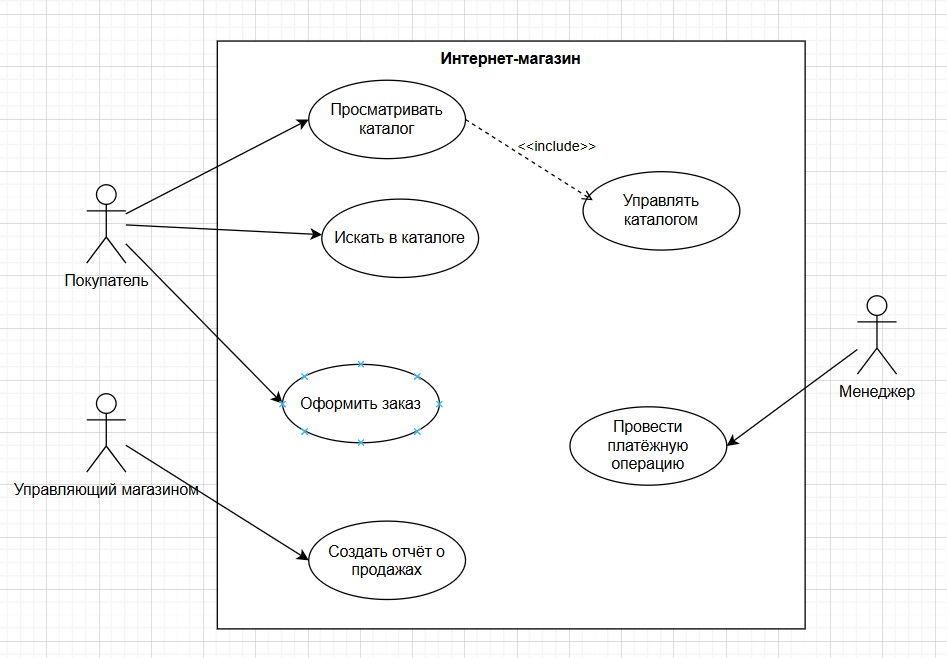 Интернет-магазин
Просматривать
каталог
<<include>>
Управлять
каталогом
Искать в каталоге
Покупатель
Менеджер
Оформить заказ
Провести
платёжную
операцию
Управляющий магазином
Создать отчёт о
продажах